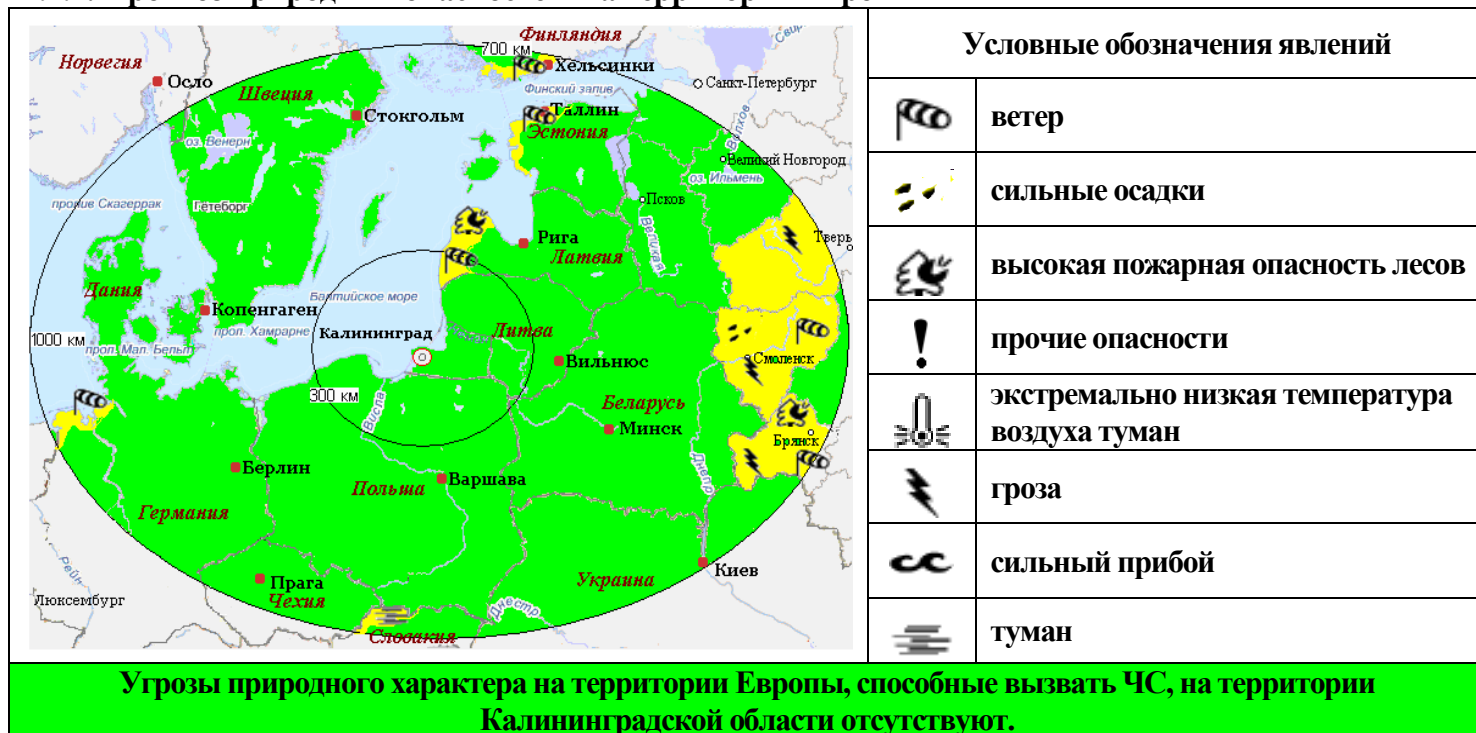 Финляндия
700 км
Норвегия
Хельсинки
Осло
Санкт-Петербург
Финский залив
Швеция
Таллин
Стокгольм
Эстония
Волхов
оз. Венерн
Великий Новгород
оз. Ильмень
Псков
пролив Скагеррак
Гётеборг
Великая
Рига
Тверь
Латвия
Дания
Балтийское море
Копенгаген
Калининград
Литва
1000 км
проп. Мал. Бельт
Вильнюс
Смоленск
300 км
Висла
Беларусь
Минск
Брянск
Берлин
Варшава
Днепр
Польша
Германия
Киев
Прага
Украина
Рейн
Чехия
Люксембург
Днестр
Словакия
Условные обозначения явлений
ветер
сильные осадки
высокая пожарная опасность лесов
прочие опасности
экстремально низкая температура
воздуха туман
гроза
сильный прибой
туман
Угрозы природного характера на территории Европы, способные вызвать ЧС, на территории
Калининградской области отсутствуют.